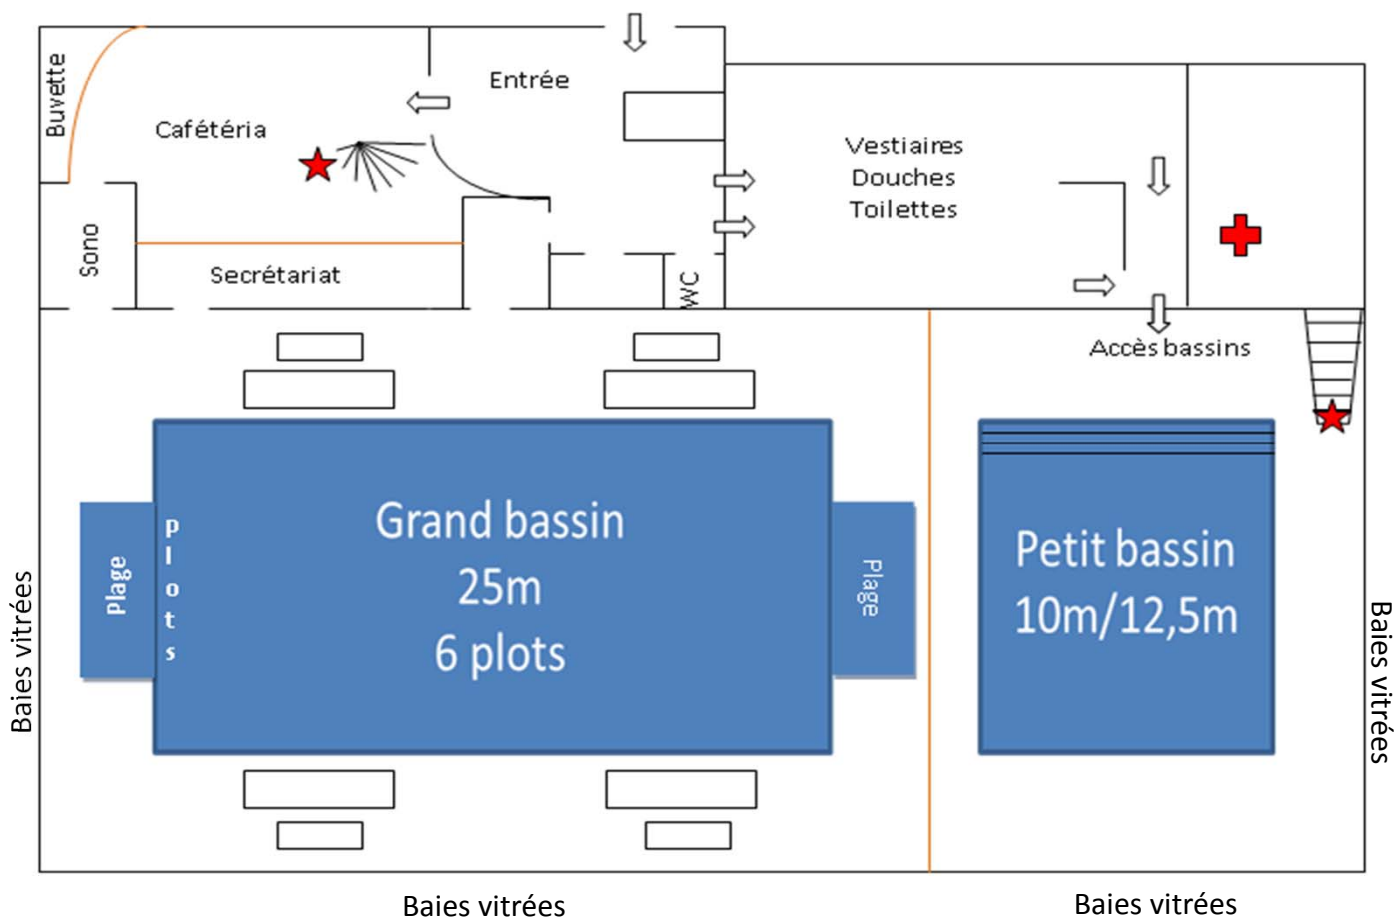 Entrée
Buvette
Cafétéria
Vestiaires
Douches
Toilettes
Sono
Secrétariat
WC
Accès bassins
plots
Grand bassin
25m
6 plots
Plage
Plage
Petit bassin
10m/12,5m
Baies vitrées
Baies vitrées
Baies vitrées
Baies vitrées